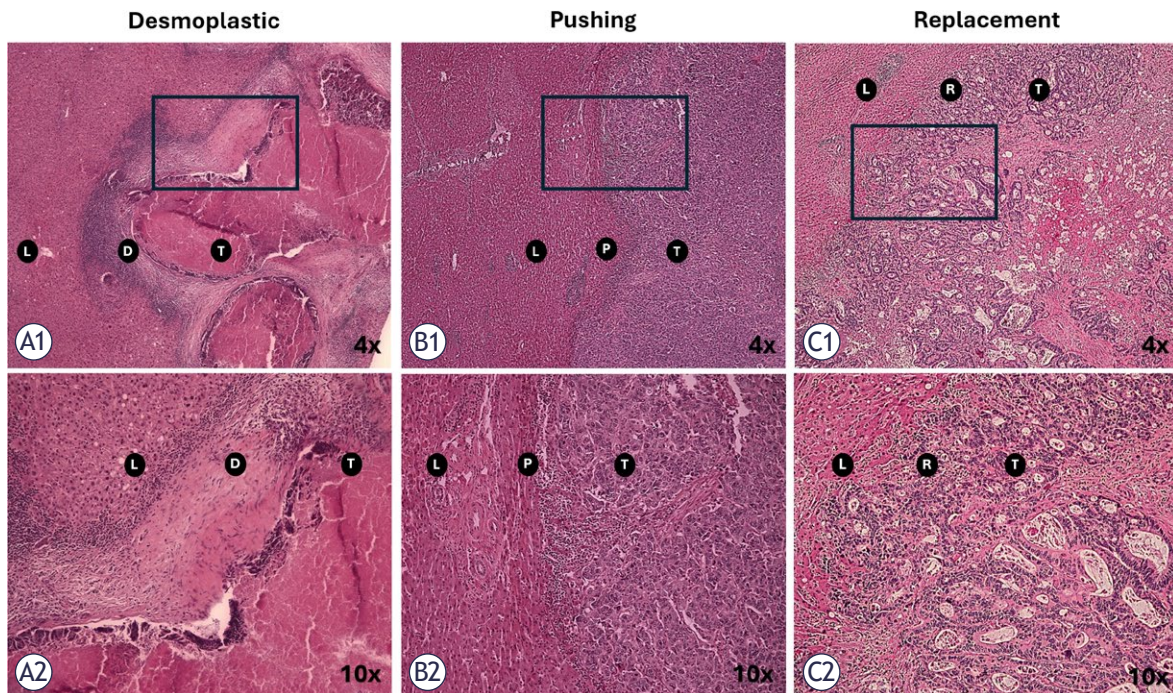 Desmoplastic
Pushing
Replacement
L
D
T
A1
4x
L
P
T
B1
4x
L
R
T
C1
4x
L
D
T
A2
10x
L
P
T
B2
10x
L
R
T
C2
10x